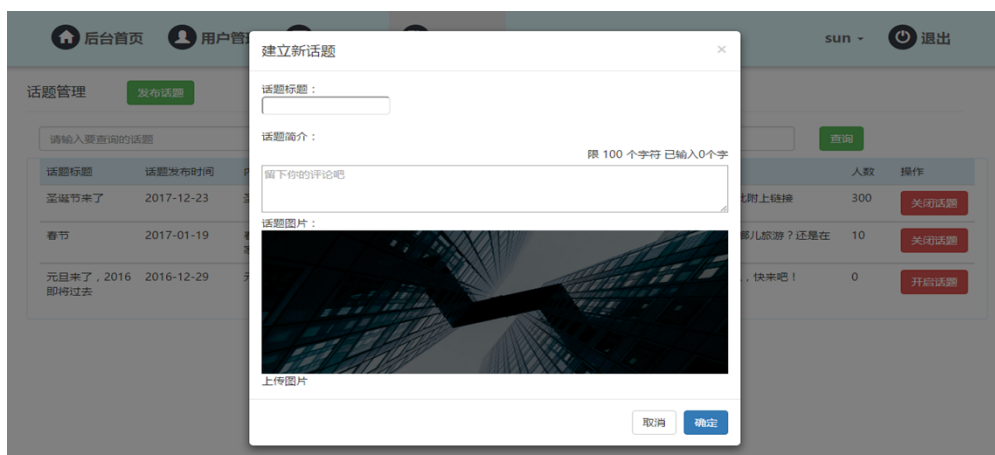 后台首页 用户管 sun 退出
建立新话题 ×
话题管理 发布话题
话题标题：
请输入要查询的话题 查询
话题简介：
限 100 个字符 已输入0个字
留下你的评论吧
话题标题 话题发布时间 人数 操作
圣诞节来了 2017-12-23 附上链接 300 关闭话题
话题图片：
春节 2017-01-19 哪儿旅游？还是在 10 关闭话题
元旦来了，2016 2016-12-29 ，快来吧！ 0 开启话题
即将过去
上传图片
取消 确定